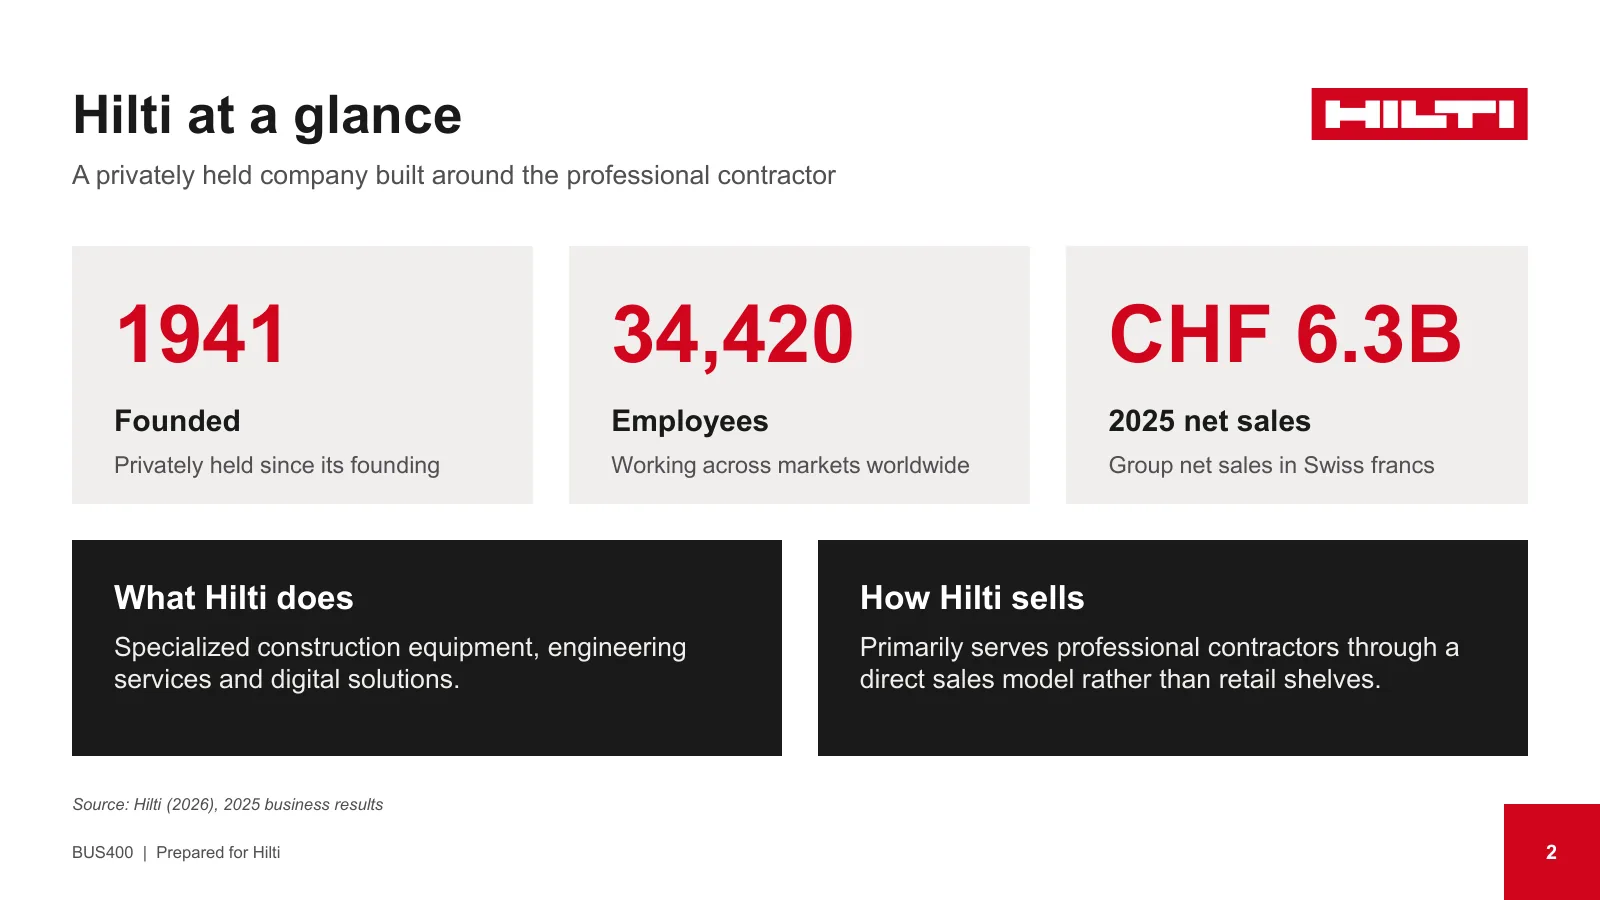 Hilti at a glance
HILTI
A privately held company built around the professional contractor
1941
Founded
Privately held since its founding
34,420
Employees
Working across markets worldwide
CHF 6.3B
2025 net sales
Group net sales in Swiss francs
What Hilti does
Specialized construction equipment, engineering
services and digital solutions.
How Hilti sells
Primarily serves professional contractors through a
direct sales model rather than retail shelves.
Source: Hilti (2026), 2025 business results
BUS400 | Prepared for Hilti
2